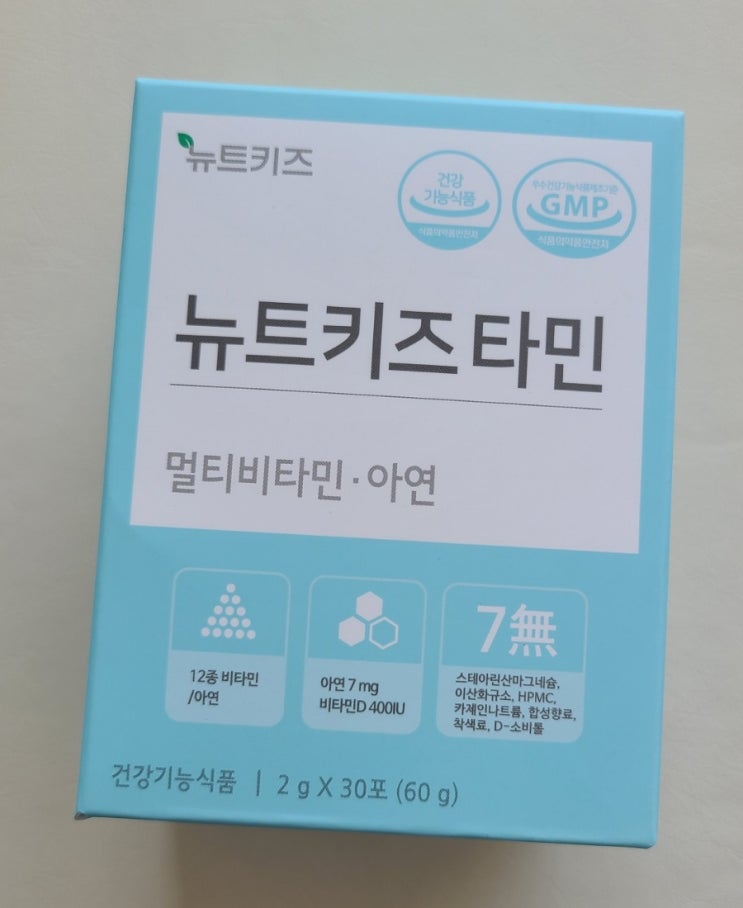 뉴트키즈
건강
기능식품
식품의약품안전처
우수건강기능식품제조기준
GMP
식품의약품안전처
뉴트키즈타민
멀티비타민·아연
12종 비타민
/아연
아연 7 mg
비타민D 400IU
7無
스테아린산마그네슘,
이산화규소, HPMC,
카제인나트륨, 합성향료,
착색료, D-소비톨
건강기능식품 | 2 g X 30포 (60 g)